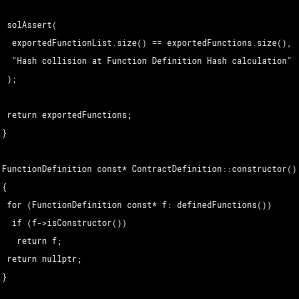 solAssert(
exportedFunctionList.size() == exportedFunctions.size(),
"Hash collision at Function Definition Hash calculation"
);
return exportedFunctions;
}
FunctionDefinition const* ContractDefinition::constructor()
{
for (FunctionDefinition const* f: definedFunctions())
if (f->isConstructor())
return f;
return nullptr;
}